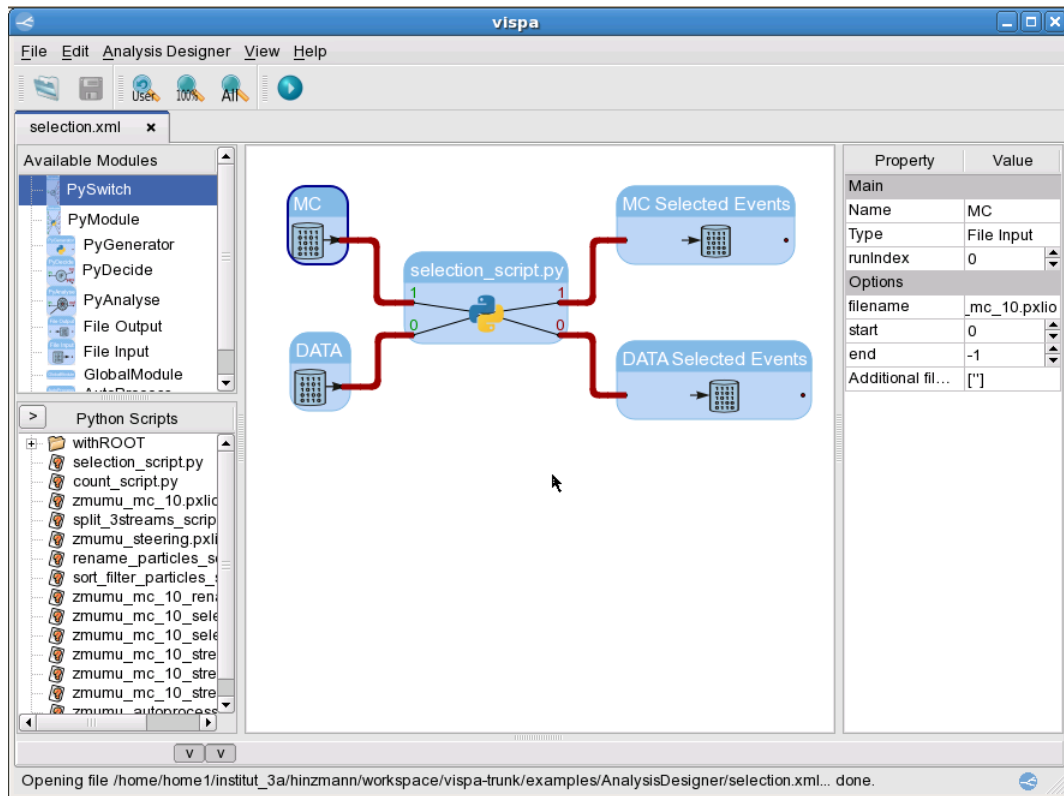 vispa
File Edit Analysis Designer View Help
User 100% All
selection.xml
Available Modules
PySwitch
PyModule
PyGenerator
PyDecide
PyAnalyse
File Output
File Input
GlobalModule
AutoProcess
> Python Scripts
withROOT
selection_script.py
count_script.py
zmumu_mc_10.pxlio
split_3streams_scrip
zmumu_steering.pxli
rename_particles_s
sort_filter_particles_s
zmumu_mc_10_rena
zmumu_mc_10_sele
zmumu_mc_10_sele
zmumu_mc_10_stre
zmumu_mc_10_stre
zmumu_mc_10_stre
zmumu_autoprocess
MC
DATA
selection_script.py
1 1
0 0
MC Selected Events
DATA Selected Events
Property Value
Main
Name MC
Type File Input
runIndex 0
Options
filename _mc_10.pxlio
start 0
end -1
Additional fil... ['']
v v
Opening file /home/home1/institut_3a/hinzmann/workspace/vispa-trunk/examples/AnalysisDesigner/selection.xml... done.